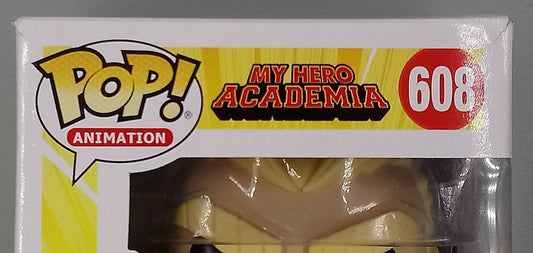 POP!
ANIMATION
MY HERO
ACADEMIA
608